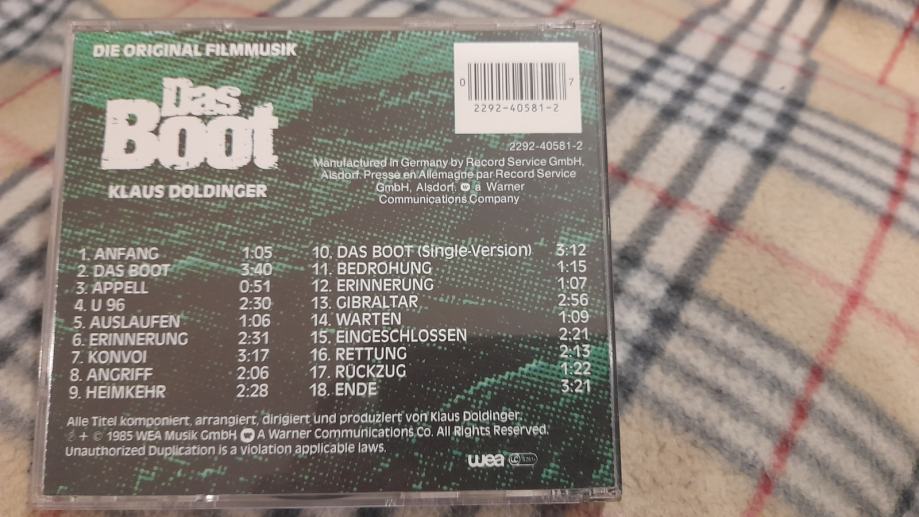 DIE ORIGINAL FILMMUSIK
Das
Boot
KLAUS DOLDINGER
0 7
2292-40581-2
2292-40581-2
Manufactured in Germany by Record Service GmbH,
Alsdorf. Pressé en Allemagne par Record Service
GmbH, Alsdorf. a Warner
Communications Company
1. ANFANG 1:05
2. DAS BOOT 3:40
3. APPELL 0:51
4. U 96 2:30
5. AUSLAUFEN 1:06
6. ERINNERUNG 2:31
7. KONVOI 3:17
8. ANGRIFF 2:06
9. HEIMKEHR 2:28
10. DAS BOOT (Single-Version) 3:12
11. BEDROHUNG 1:15
12. ERINNERUNG 1:07
13. GIBRALTAR 2:56
14. WARTEN 1:09
15. EINGESCHLOSSEN 2:21
16. RETTUNG 2:13
17. RÜCKZUG 1:22
18. ENDE 3:21
Alle Titel komponiert, arrangiert, dirigiert und produziert von Klaus Doldinger.
℗ + © 1985 WEA Musik GmbH A Warner Communications Co. All Rights Reserved.
Unauthorized Duplication is a violation applicable laws.
wea LC